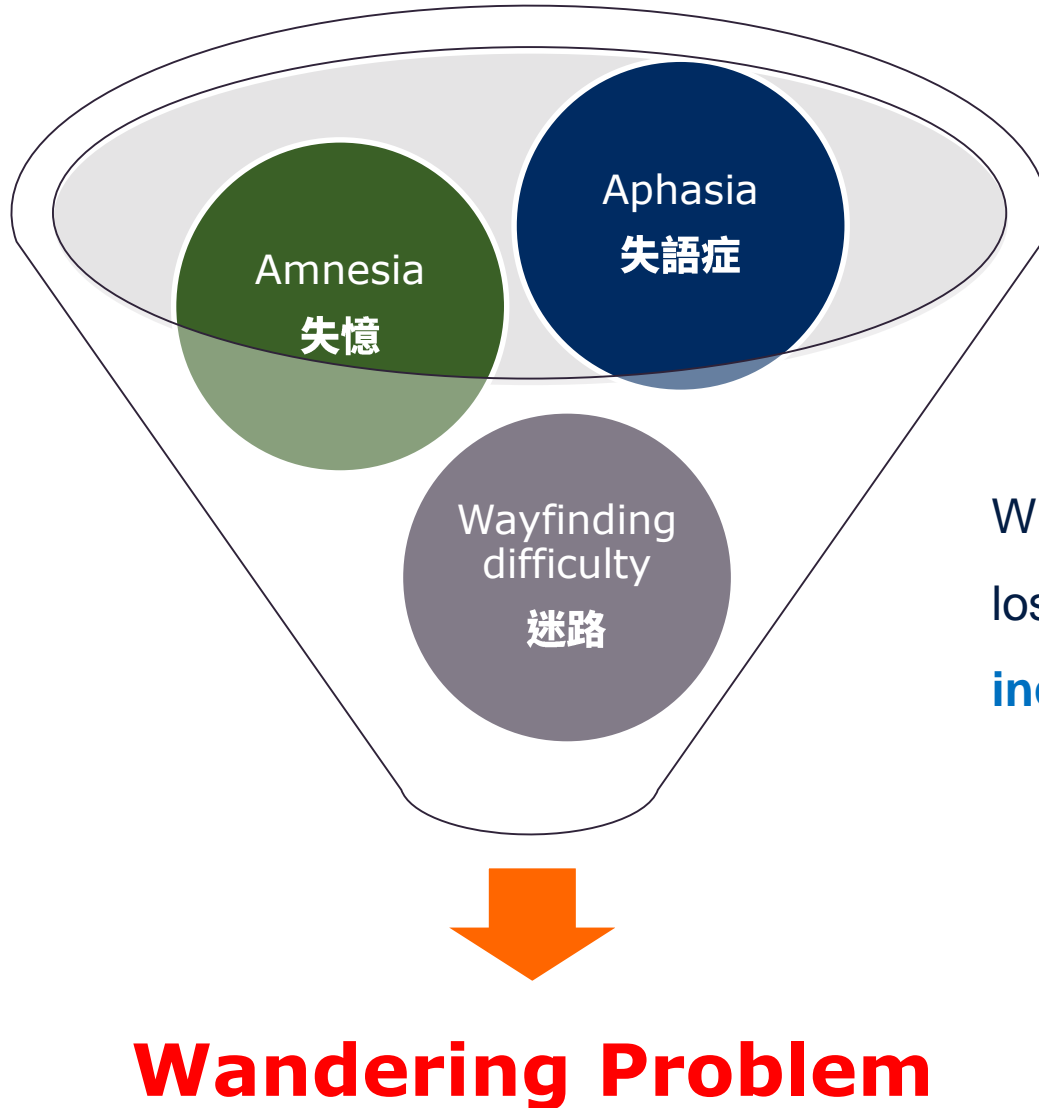 Aphasia
失語症
Amnesia
失憶
Wayfinding
difficulty
迷路
Wandering Problem